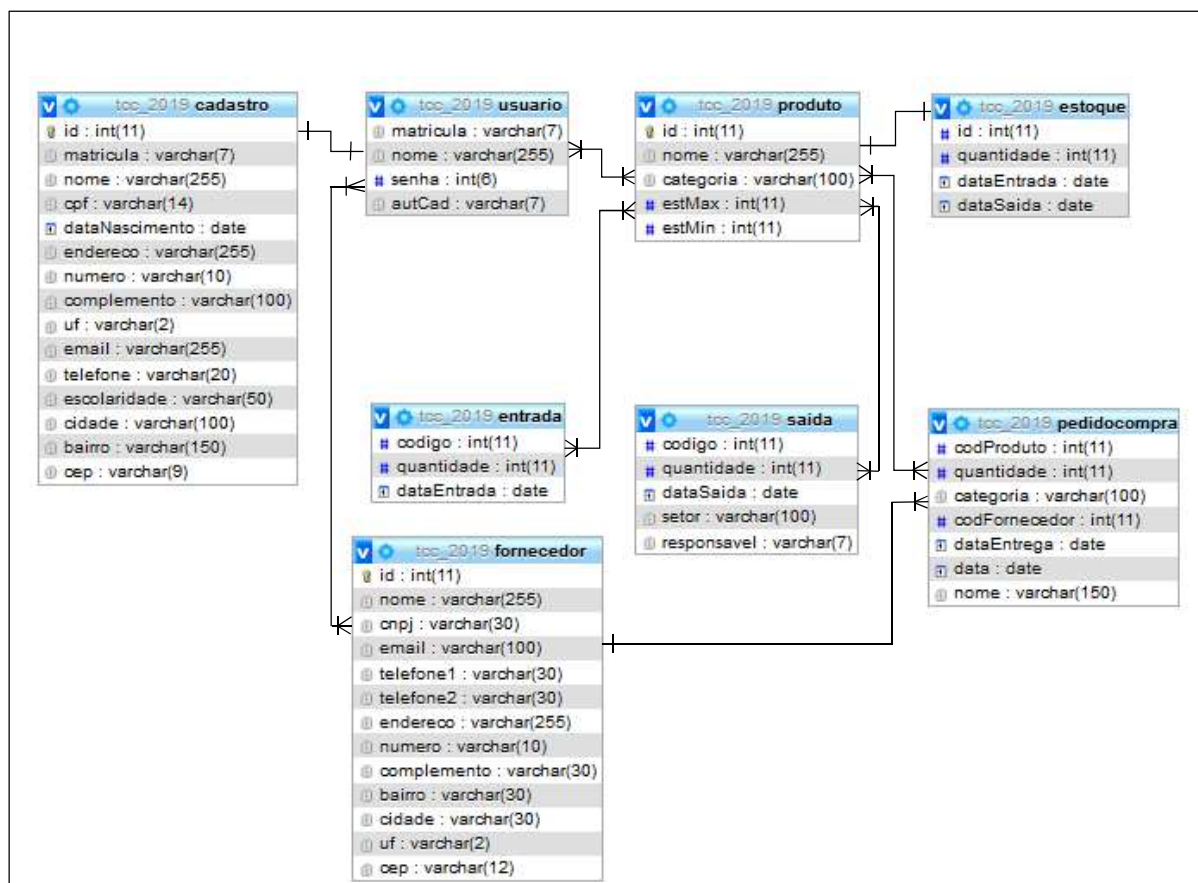 tcc_2019 cadastro
id : int(11)
matricula : varchar(7)
nome : varchar(255)
cpf : varchar(14)
dataNascimento : date
endereco : varchar(255)
numero : varchar(10)
complemento : varchar(100)
uf : varchar(2)
email : varchar(255)
telefone : varchar(20)
escolaridade : varchar(50)
cidade : varchar(100)
bairro : varchar(150)
cep : varchar(9)
tcc_2019 usuario
matricula : varchar(7)
nome : varchar(255)
senha : int(6)
autCad : varchar(7)
tcc_2019 produto
id : int(11)
nome : varchar(255)
categoria : varchar(100)
estMax : int(11)
estMin : int(11)
tcc_2019 estoque
id : int(11)
quantidade : int(11)
dataEntrada : date
dataSaida : date
tcc_2019 entrada
codigo : int(11)
quantidade : int(11)
dataEntrada : date
tcc_2019 saida
codigo : int(11)
quantidade : int(11)
dataSaida : date
setor : varchar(100)
responsavel : varchar(7)
tcc_2019 pedidocompra
codProduto : int(11)
quantidade : int(11)
categoria : varchar(100)
codFornecedor : int(11)
dataEntrega : date
data : date
nome : varchar(150)
tcc_2019 fornecedor
id : int(11)
nome : varchar(255)
cnpj : varchar(30)
email : varchar(100)
telefone1 : varchar(30)
telefone2 : varchar(30)
endereco : varchar(255)
numero : varchar(10)
complemento : varchar(30)
bairro : varchar(30)
cidade : varchar(30)
uf : varchar(2)
cep : varchar(12)